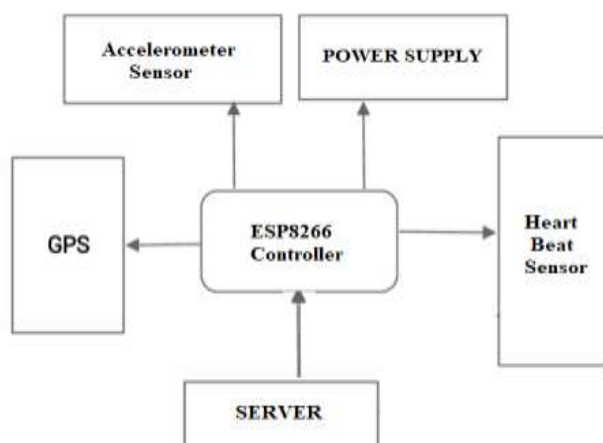 Accelerometer
Sensor
POWER SUPPLY
GPS
ESP8266
Controller
Heart
Beat
Sensor
SERVER